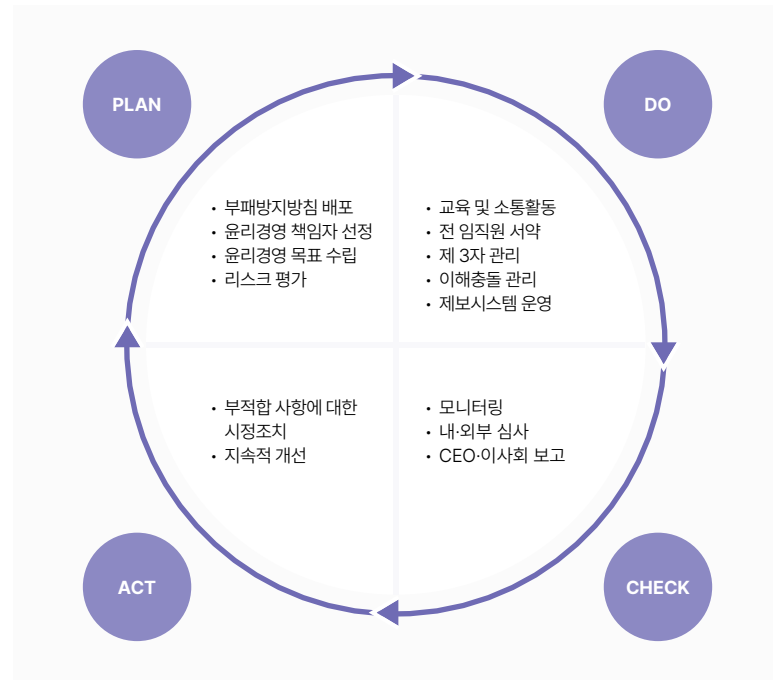 PLAN
• 부패방지방침 배포
• 윤리경영 책임자 선정
• 윤리경영 목표 수립
• 리스크 평가
DO
• 교육 및 소통활동
• 전 임직원 서약
• 제 3자 관리
• 이해충돌 관리
• 제보시스템 운영
ACT
• 부적합 사항에 대한
시정조치
• 지속적 개선
CHECK
• 모니터링
• 내·외부 심사
• CEO·이사회 보고